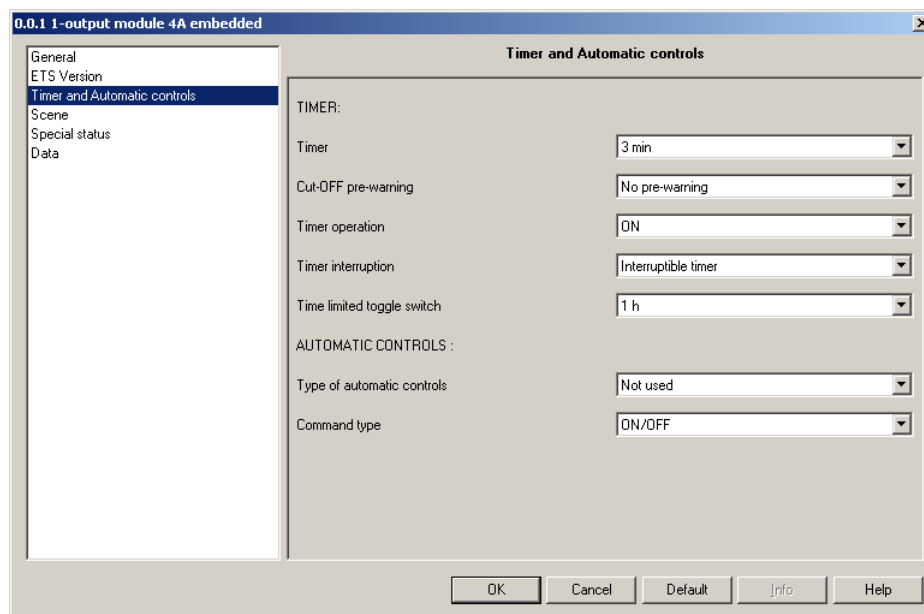 0.0.1 1-output module 4A embedded
General
ETS Version
Timer and Automatic controls
Scene
Special status
Data
Timer and Automatic controls
TIMER:
Timer 3 min
Cut-OFF pre-warning No pre-warning
Timer operation ON
Timer interruption Interruptible timer
Time limited toggle switch 1 h
AUTOMATIC CONTROLS :
Type of automatic controls Not used
Command type ON/OFF
OK Cancel Default Info Help